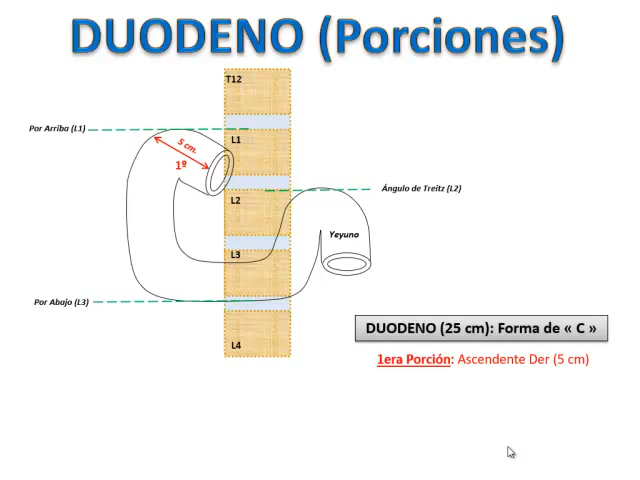 DUODENO (Porciones)
T12
Por Arriba (L1)
L1
5 cm.
1º
Ángulo de Treitz (L2)
L2
Yeyuno
L3
Por Abajo (L3)
DUODENO (25 cm): Forma de « C »
L4
1era Porción: Ascendente Der (5 cm)